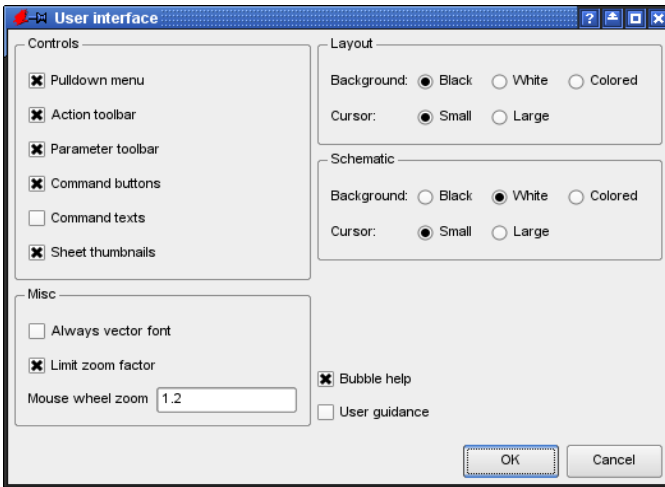 User interface
Controls
Pulldown menu
Action toolbar
Parameter toolbar
Command buttons
Command texts
Sheet thumbnails
Misc
Always vector font
Limit zoom factor
Mouse wheel zoom 1.2
Layout
Background: Black White Colored
Cursor: Small Large
Schematic
Background: Black White Colored
Cursor: Small Large
Bubble help
User guidance
OK Cancel